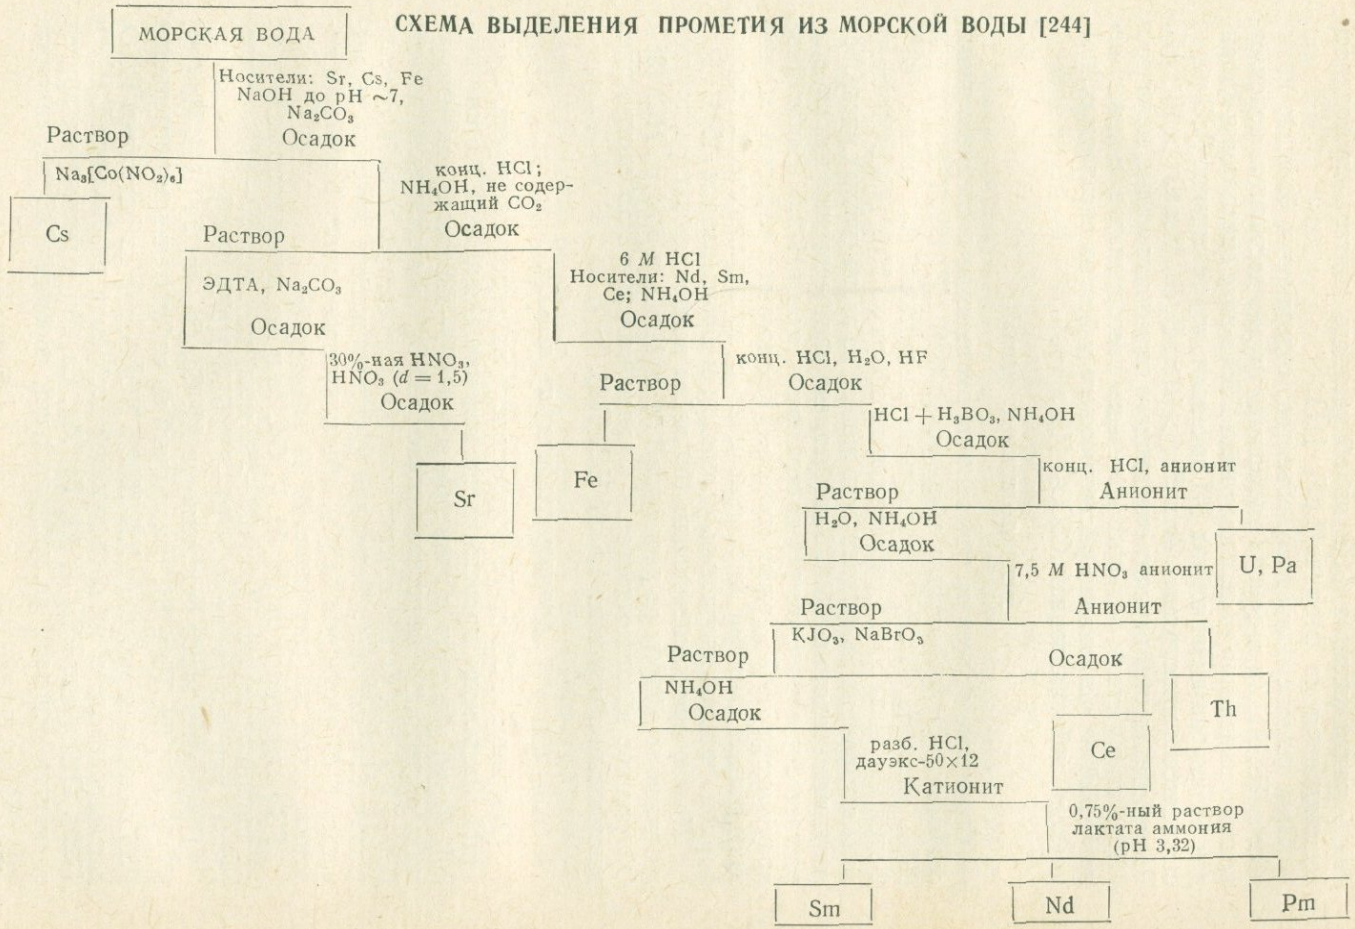 СХЕМА ВЫДЕЛЕНИЯ ПРОМЕТИЯ ИЗ МОРСКОЙ ВОДЫ [244]
МОРСКАЯ ВОДА
Носители: Sr, Cs, Fe
NaOH до pH ~7,
Na₂CO₃
Раствор
Осадок
Na₃[Co(NO₂)₆]
Cs
конц. HCl;
NH₄OH, не содер-
жащий CO₂
Раствор
Осадок
ЭДТА, Na₂CO₃
Осадок
30%-ная HNO₃,
HNO₃ (d = 1,5)
Осадок
Sr
6 M HCl
Носители: Nd, Sm,
Ce; NH₄OH
Осадок
конц. HCl, H₂O, HF
Раствор
Осадок
Fe
HCl + H₃BO₃, NH₄OH
Осадок
конц. HCl, анионит
Раствор
Анионит
H₂O, NH₄OH
Осадок
U, Pa
7,5 M HNO₃ анионит
Раствор
Анионит
KJO₃, NaBrO₃
Раствор
Осадок
Th
NH₄OH
Осадок
Ce
разб. HCl,
дауэкс-50×12
Катионит
0,75%-ный раствор
лактата аммония
(pH 3,32)
Sm
Nd
Pm